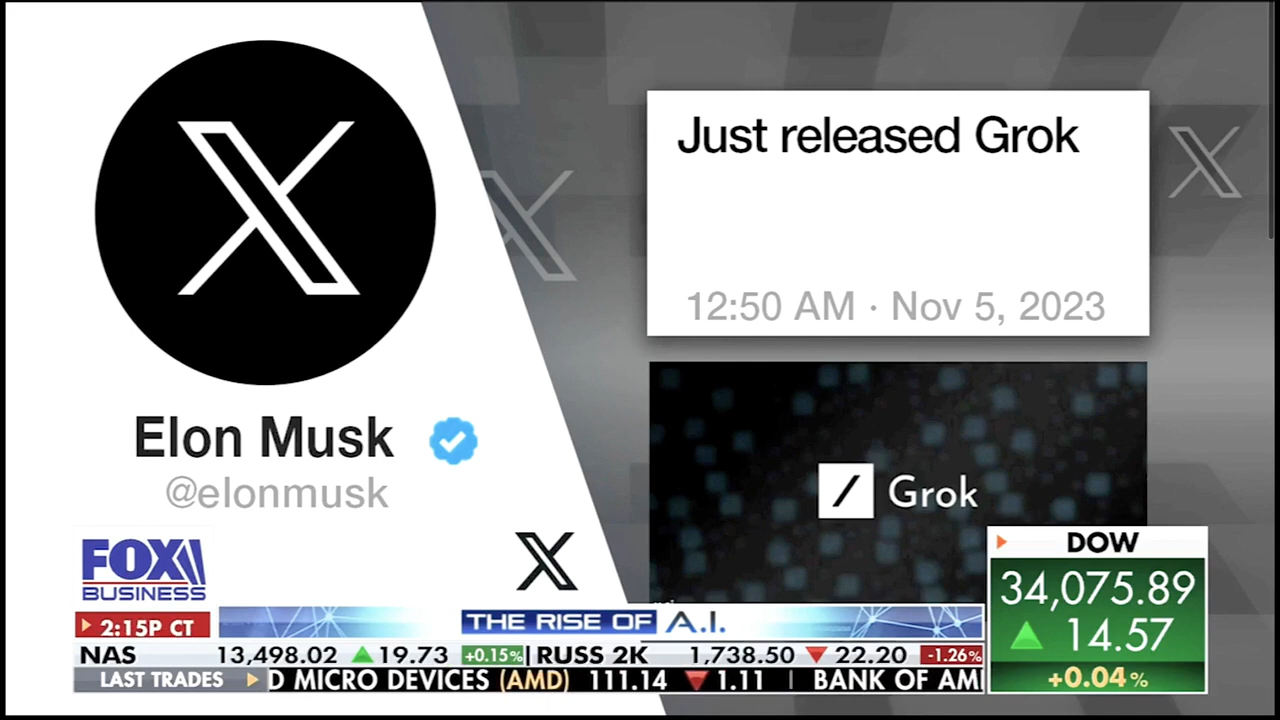 Just released Grok
12:50 AM · Nov 5, 2023
Elon Musk
@elonmusk
Grok
FOX
BUSINESS
DOW
34,075.89
14.57
+0.04%
2:15P CT
THE RISE OF A.I.
NAS 13,498.02 19.73 +0.15% RUSS 2K 1,738.50 22.20 -1.26%
LAST TRADES D MICRO DEVICES (AMD) 111.14 1.11 | BANK OF AM